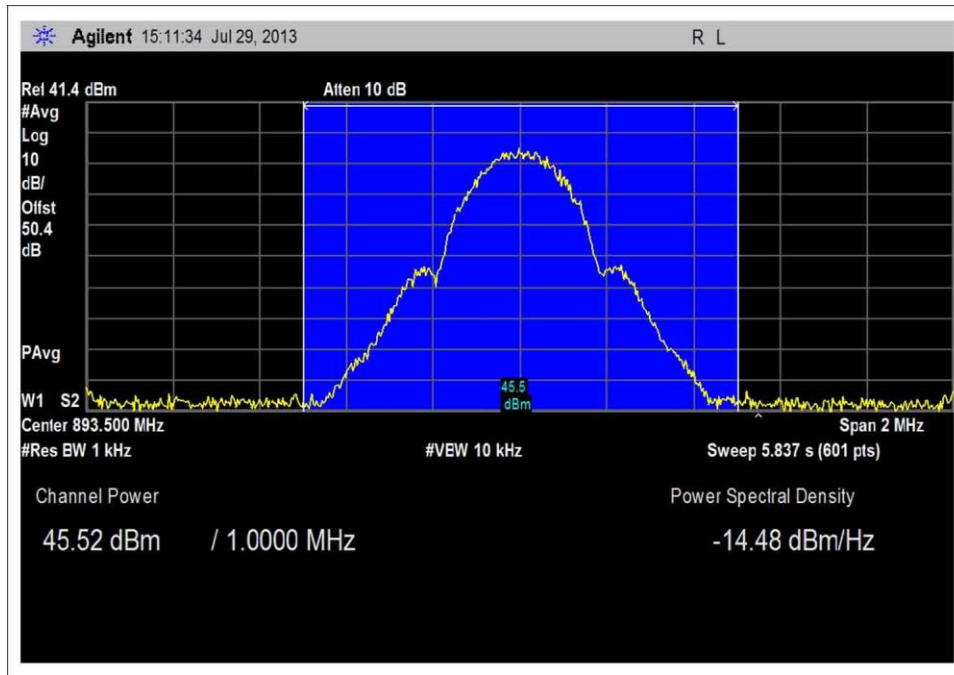 Agilent 15:11:34 Jul 29, 2013 R L
Rel 41.4 dBm Atten 10 dB
#Avg
Log
10
dB/
Offst
50.4
dB
PAvg
W1 S2
45.5
dBm
Center 893.500 MHz Span 2 MHz
#Res BW 1 kHz #VBW 10 kHz Sweep 5.837 s (601 pts)
Channel Power Power Spectral Density
45.52 dBm / 1.0000 MHz -14.48 dBm/Hz